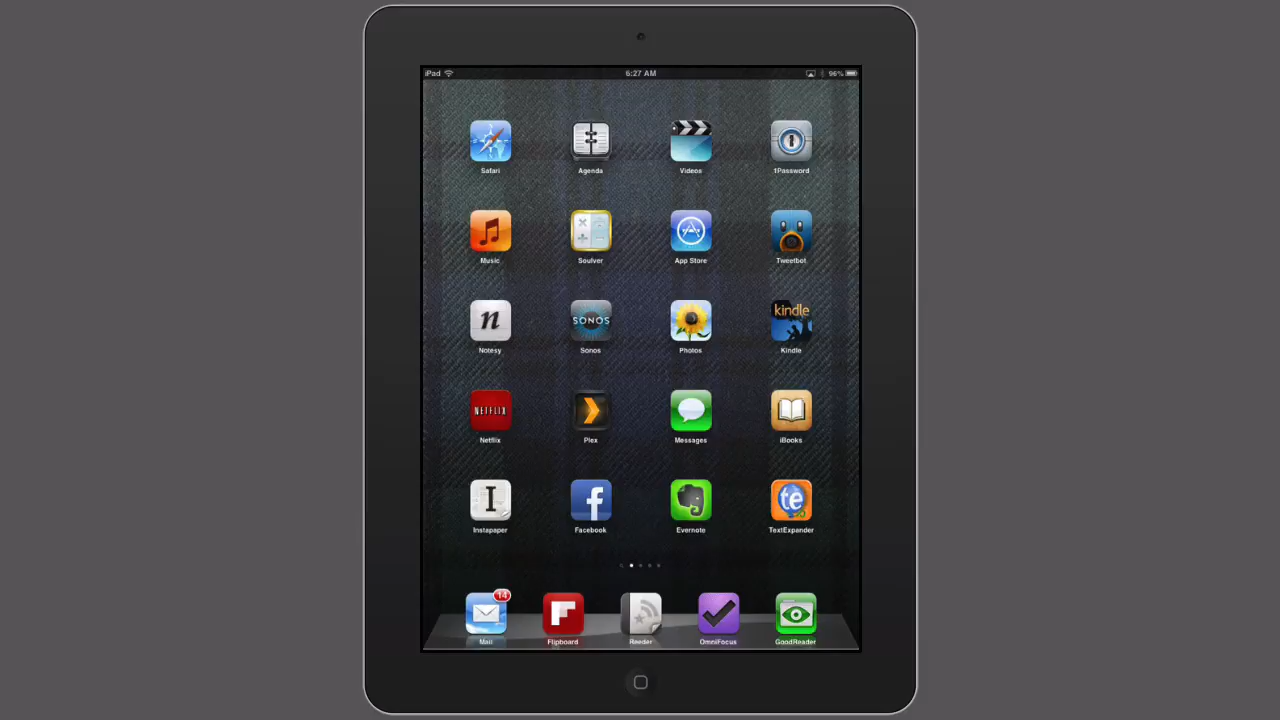 iPad 6:27 AM 96%
Safari Agenda Videos 1Password
Music Soulver App Store Tweetbot
n SONOS kindle
Notesy Sonos Photos Kindle
NETFLIX
Netflix Plex Messages iBooks
I f te
Instapaper Facebook Evernote TextExpander
14
Mail Flipboard Reeder OmniFocus GoodReader